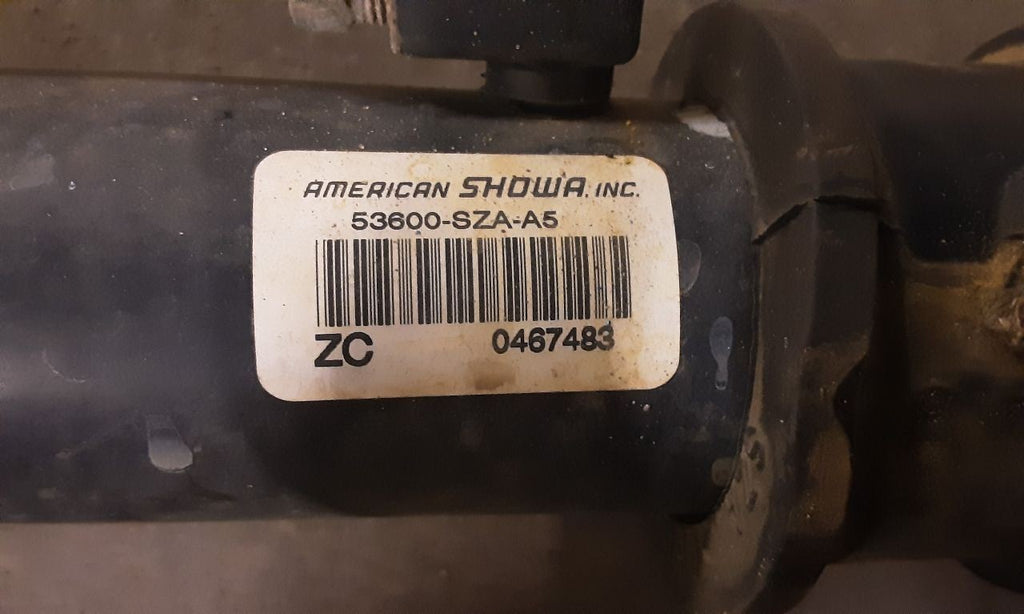 AMERICAN SHOWA, INC.
53600-SZA-A5
ZC 0467483